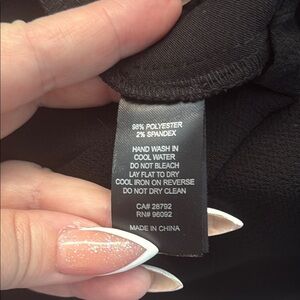 98% POLYESTER
2% SPANDEX
HAND WASH IN
COOL WATER
DO NOT BLEACH
LAY FLAT TO DRY
COOL IRON ON REVERSE
DO NOT DRY CLEAN
CA# 28792
RN# 96092
MADE IN CHINA